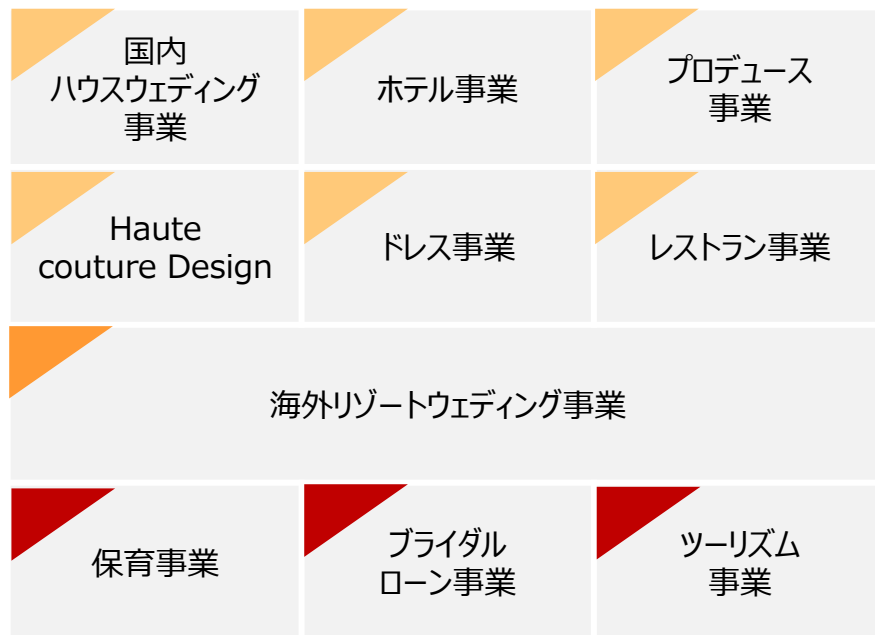 国内
ハウスウェディング
事業
ホテル事業
プロデュース
事業
Haute
couture Design
ドレス事業
レストラン事業
海外リゾートウェディング事業
保育事業
ブライダル
ローン事業
ツーリズム
事業